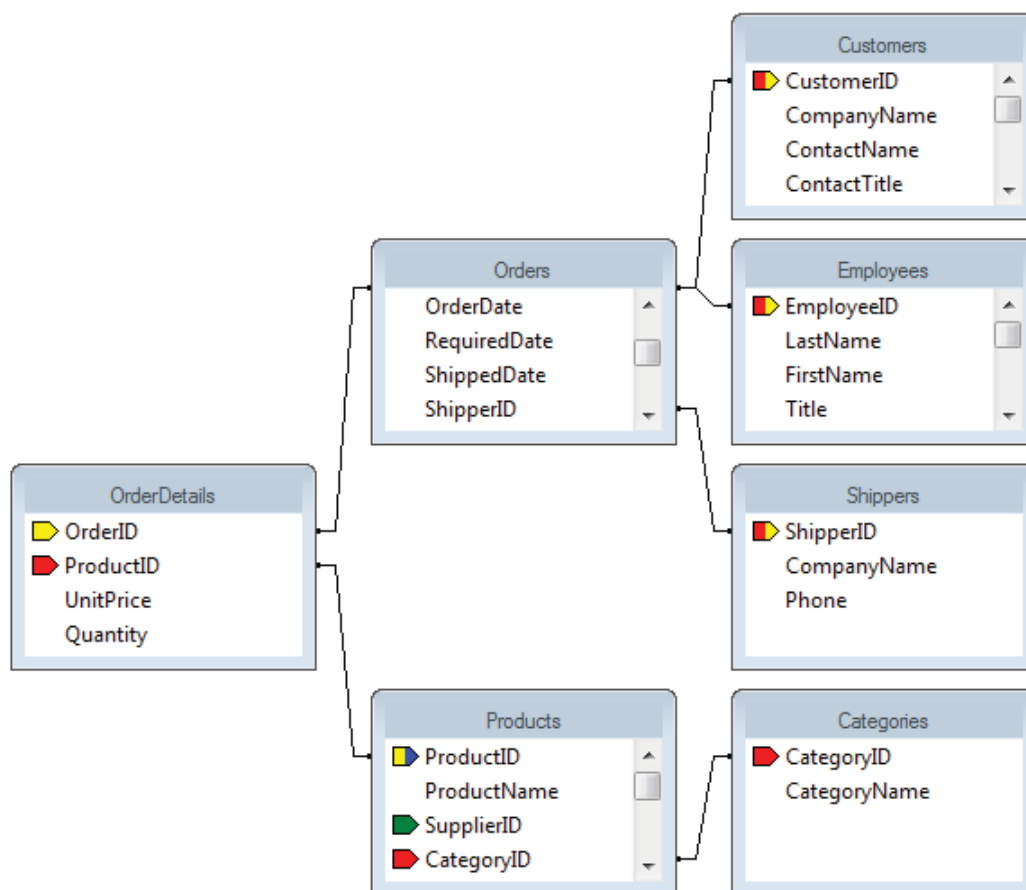 Customers
CustomerID
CompanyName
ContactName
ContactTitle
Orders
OrderDate
RequiredDate
ShippedDate
ShipperID
Employees
EmployeeID
LastName
FirstName
Title
OrderDetails
OrderID
ProductID
UnitPrice
Quantity
Shippers
ShipperID
CompanyName
Phone
Products
ProductID
ProductName
SupplierID
CategoryID
Categories
CategoryID
CategoryName